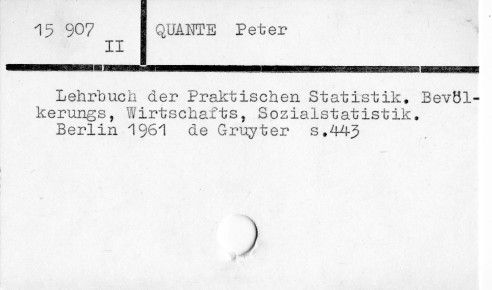 15 907
II
QUANTE Peter
Lehrbuch der Praktischen Statistik. Bevöl-
kerungs, Wirtschafts, Sozialstatistik.
Berlin 1961 de Gruyter s.443